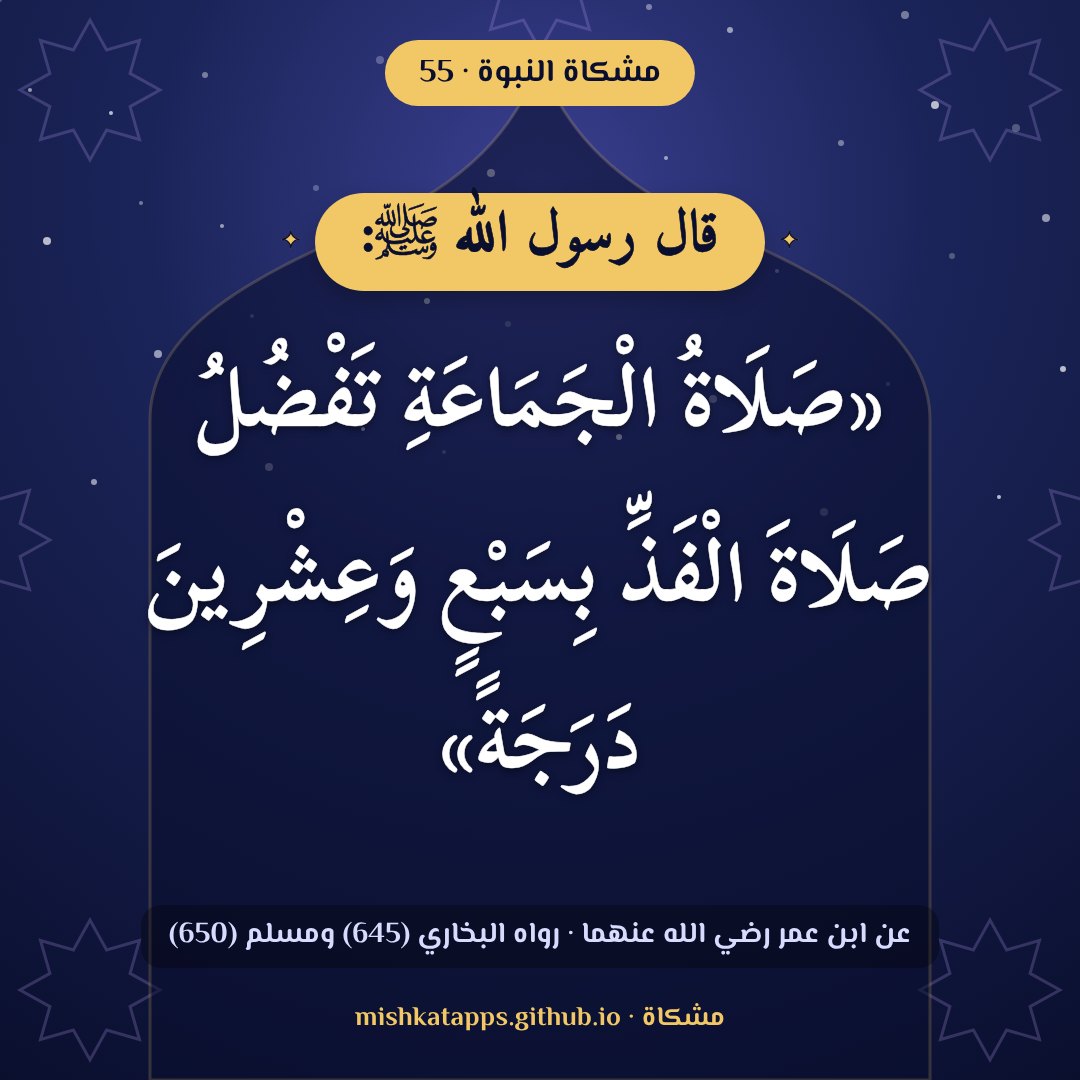 مشكاة النبوة · 55
قال رسول الله ﷺ:
«صَلَاةُ الْجَمَاعَةِ تَفْضُلُ
صَلَاةَ الْفَذِّ بِسَبْعٍ وَعِشْرِينَ
دَرَجَةً»
عن ابن عمر رضي الله عنهما · رواه البخاري (645) ومسلم (650)
مشكاة · mishkatapps.github.io